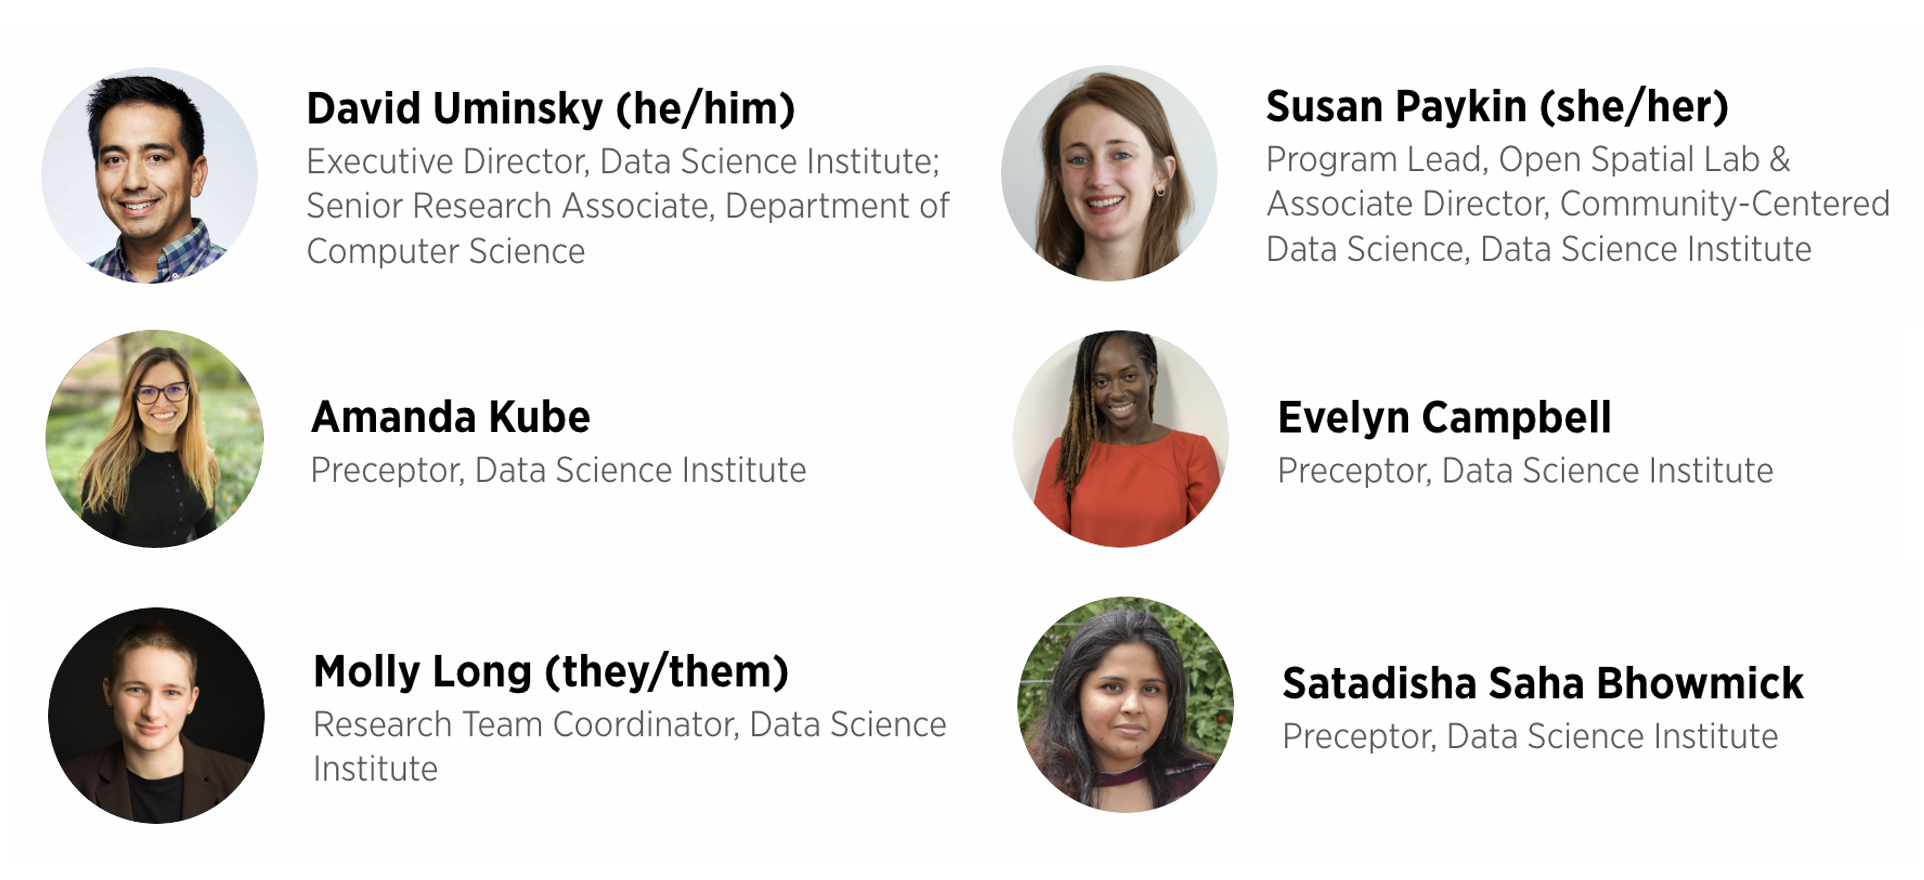 David Uminsky (he/him)
Executive Director, Data Science Institute;
Senior Research Associate, Department of
Computer Science
Susan Paykin (she/her)
Program Lead, Open Spatial Lab &
Associate Director, Community-Centered
Data Science, Data Science Institute
Amanda Kube
Preceptor, Data Science Institute
Evelyn Campbell
Preceptor, Data Science Institute
Molly Long (they/them)
Research Team Coordinator, Data Science
Institute
Satadisha Saha Bhowmick
Preceptor, Data Science Institute